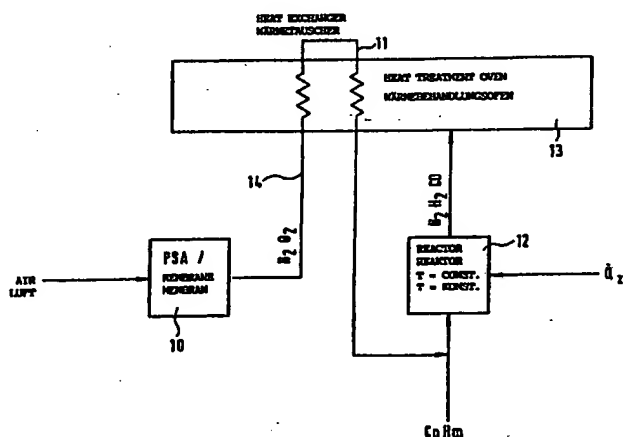 HEAT EXCHANGER
WÄRMETAUSCHER
11
HEAT TREATMENT OVEN
WÄRMEBEHANDLUNGSOFEN
13
14
N2 O2
N2 H2 CO
PSA /
MEMBRANE
MEMBRAN
10
AIR
LUFT
REACTOR
REAKTOR
T = CONST.
T = KONST.
12
Q̇z
CnHm